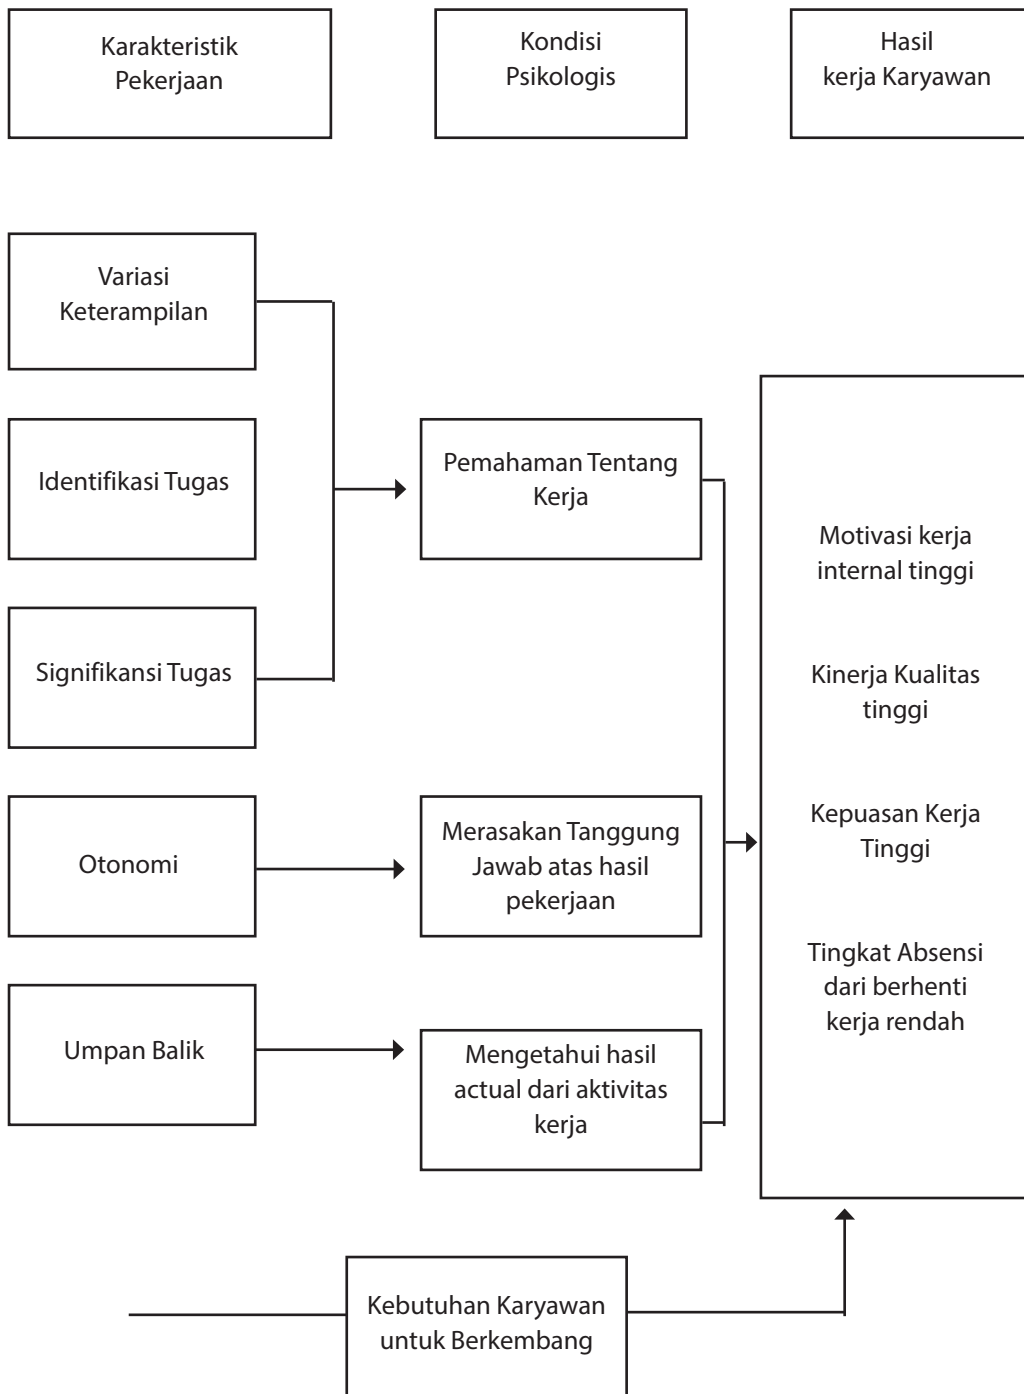 Karakteristik
Pekerjaan
Kondisi
Psikologis
Hasil
kerja Karyawan
Variasi
Keterampilan
Identifikasi Tugas
Signifikansi Tugas
Otonomi
Umpan Balik
Pemahaman Tentang
Kerja
Merasakan Tanggung
Jawab atas hasil
pekerjaan
Mengetahui hasil
actual dari aktivitas
kerja
Motivasi kerja
internal tinggi
Kinerja Kualitas
tinggi
Kepuasan Kerja
Tinggi
Tingkat Absensi
dari berhenti
kerja rendah
Kebutuhan Karyawan
untuk Berkembang